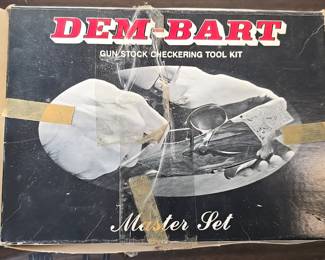 DEM-BART
GUN STOCK CHECKERING TOOL KIT
Master Set